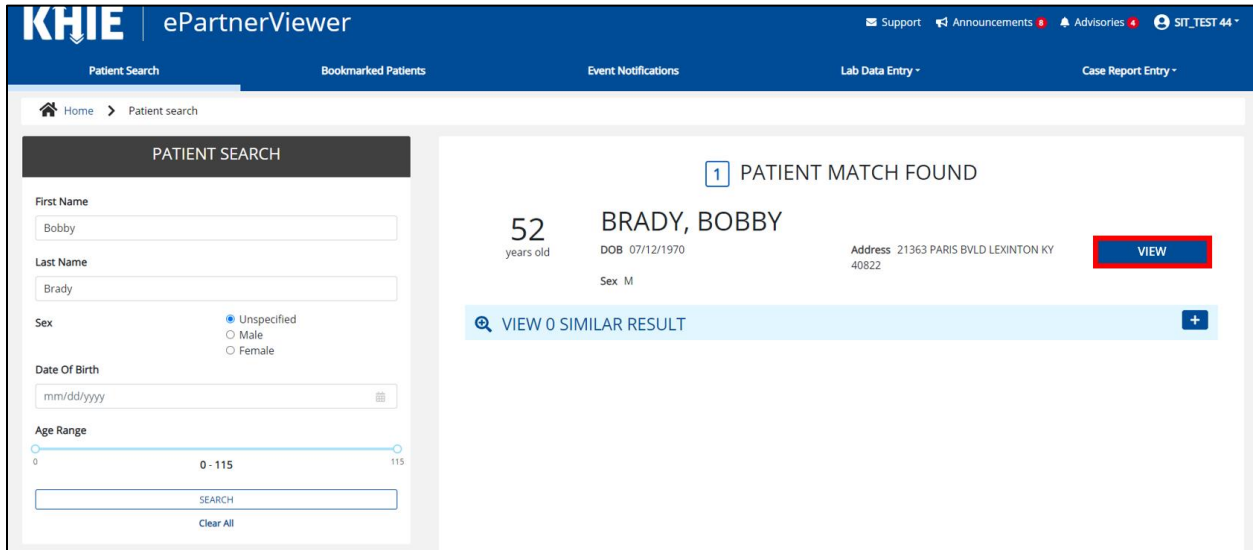 KHIE ePartnerViewer
Support Announcements 8 Advisories 4 SIT_TEST 44
Patient Search Bookmarked Patients Event Notifications Lab Data Entry Case Report Entry
Home Patient search
PATIENT SEARCH
First Name
Bobby
Last Name
Brady
Sex
Unspecified
Male
Female
Date Of Birth
mm/dd/yyyy
Age Range
0 0 - 115 115
SEARCH
Clear All
1 PATIENT MATCH FOUND
52
years old
BRADY, BOBBY
DOB 07/12/1970
Sex M
Address 21363 PARIS BVLD LEXINTON KY
40822
VIEW
VIEW 0 SIMILAR RESULT
+